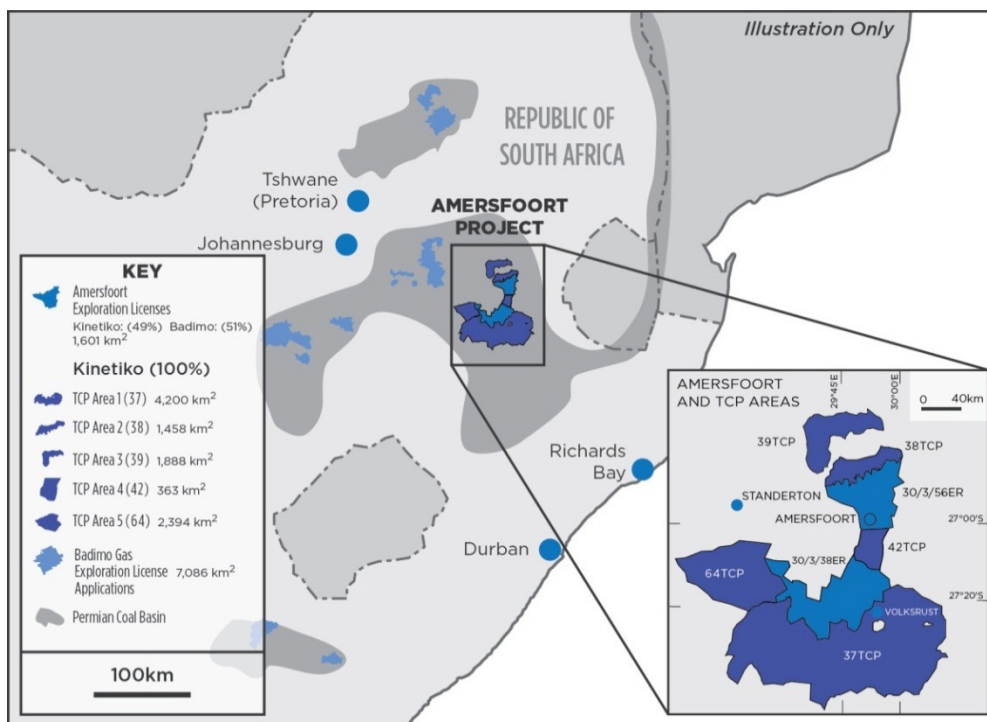 Illustration Only
REPUBLIC OF
SOUTH AFRICA
Tshwane
(Pretoria)
Johannesburg
AMERSFOORT
PROJECT
Richards
Bay
Durban
KEY
Amersfoort
Exploration Licenses
Kinetiko: (49%) Badimo: (51%)
1,601 km²
Kinetiko (100%)
TCP Area 1 (37) 4,200 km²
TCP Area 2 (38) 1,458 km²
TCP Area 3 (39) 1,888 km²
TCP Area 4 (42) 363 km²
TCP Area 5 (64) 2,394 km²
Badimo Gas
Exploration License 7,086 km²
Applications
Permian Coal Basin
100km
AMERSFOORT
AND TCP AREAS
29°45E
30°00E
0 40km
39TCP
38TCP
30/3/56ER
STANDERTON
AMERSFOORT
27°00'S
42TCP
30/3/38ER
64TCP
27°20'S
VOLKSRUST
37TCP